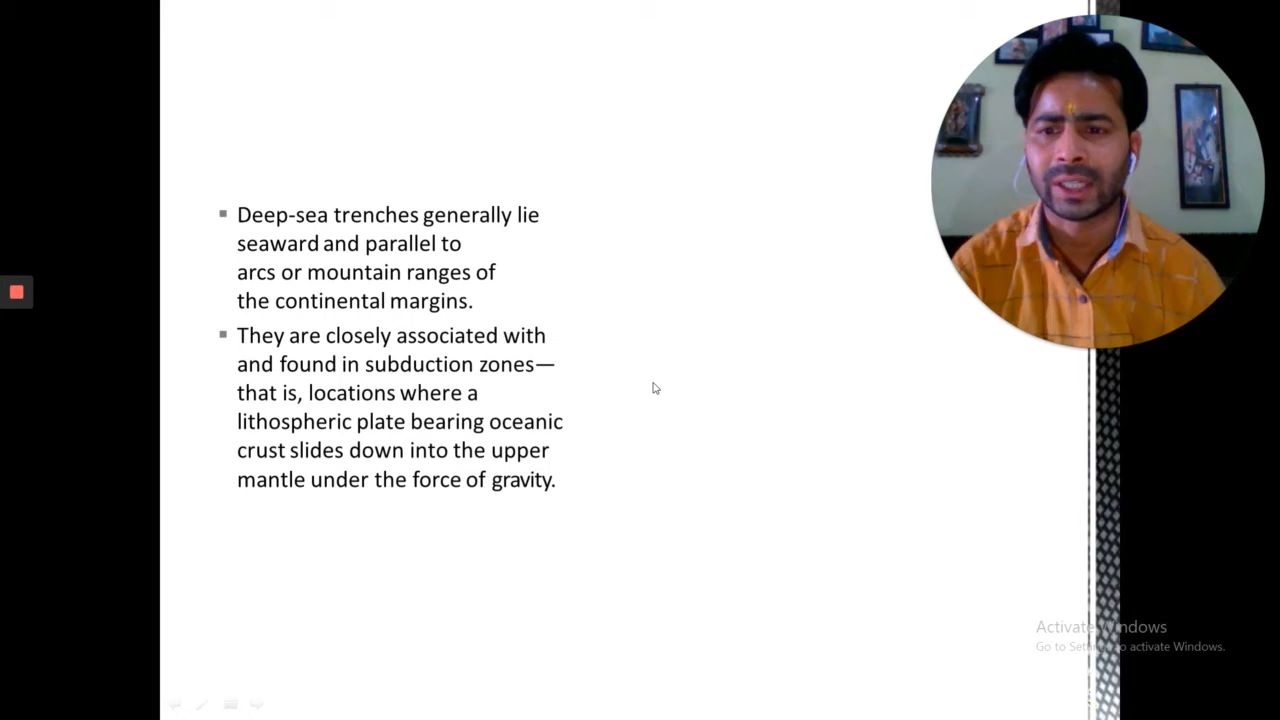 Deep-sea trenches generally lie
seaward and parallel to
arcs or mountain ranges of
the continental margins.
They are closely associated with
and found in subduction zones—
that is, locations where a
lithospheric plate bearing oceanic
crust slides down into the upper
mantle under the force of gravity.
Activate Windows
Go to Settings to activate Windows.